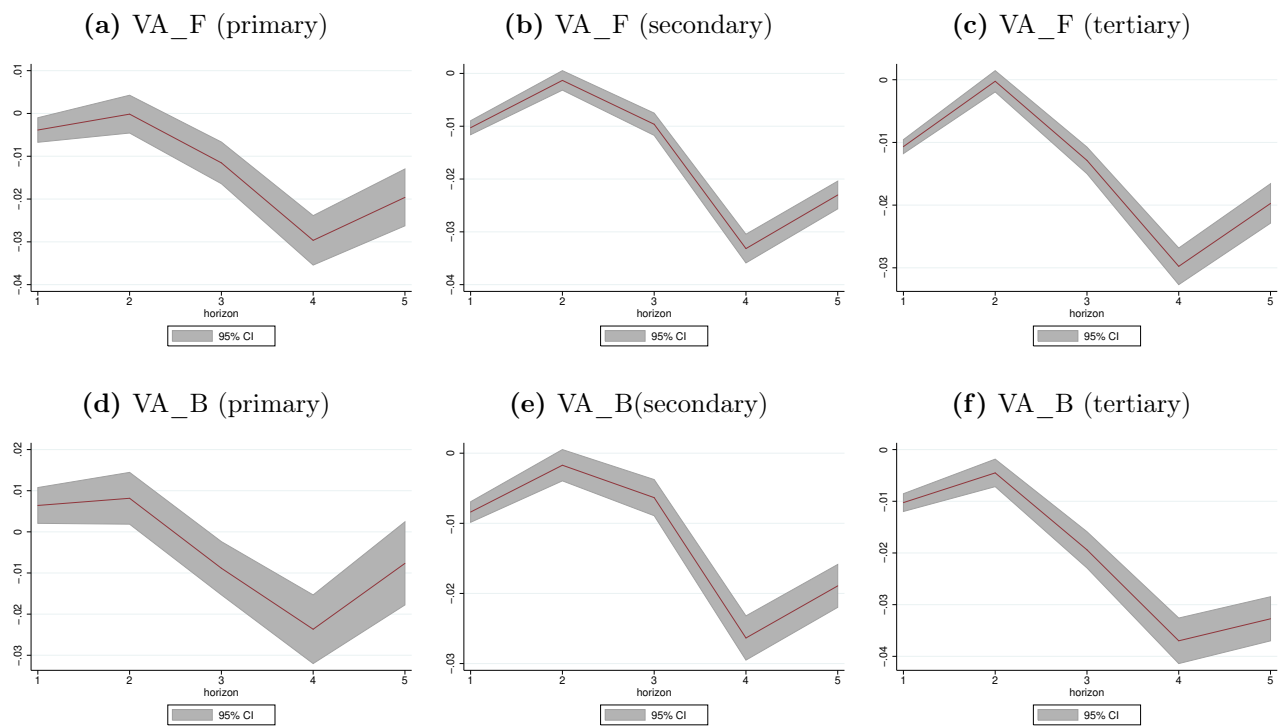 (a) VA_F (primary)
(b) VA_F (secondary)
(c) VA_F (tertiary)
.01
0
-.01
-.02
-.03
-.04
1 2 3 4 5
horizon
95% CI
0
-.01
-.02
-.03
-.04
1 2 3 4 5
horizon
95% CI
0
-.01
-.02
-.03
1 2 3 4 5
horizon
95% CI
(d) VA_B (primary)
(e) VA_B(secondary)
(f) VA_B (tertiary)
.02
.01
0
-.01
-.02
-.03
1 2 3 4 5
horizon
95% CI
0
-.01
-.02
-.03
1 2 3 4 5
horizon
95% CI
0
-.01
-.02
-.03
-.04
1 2 3 4 5
horizon
95% CI